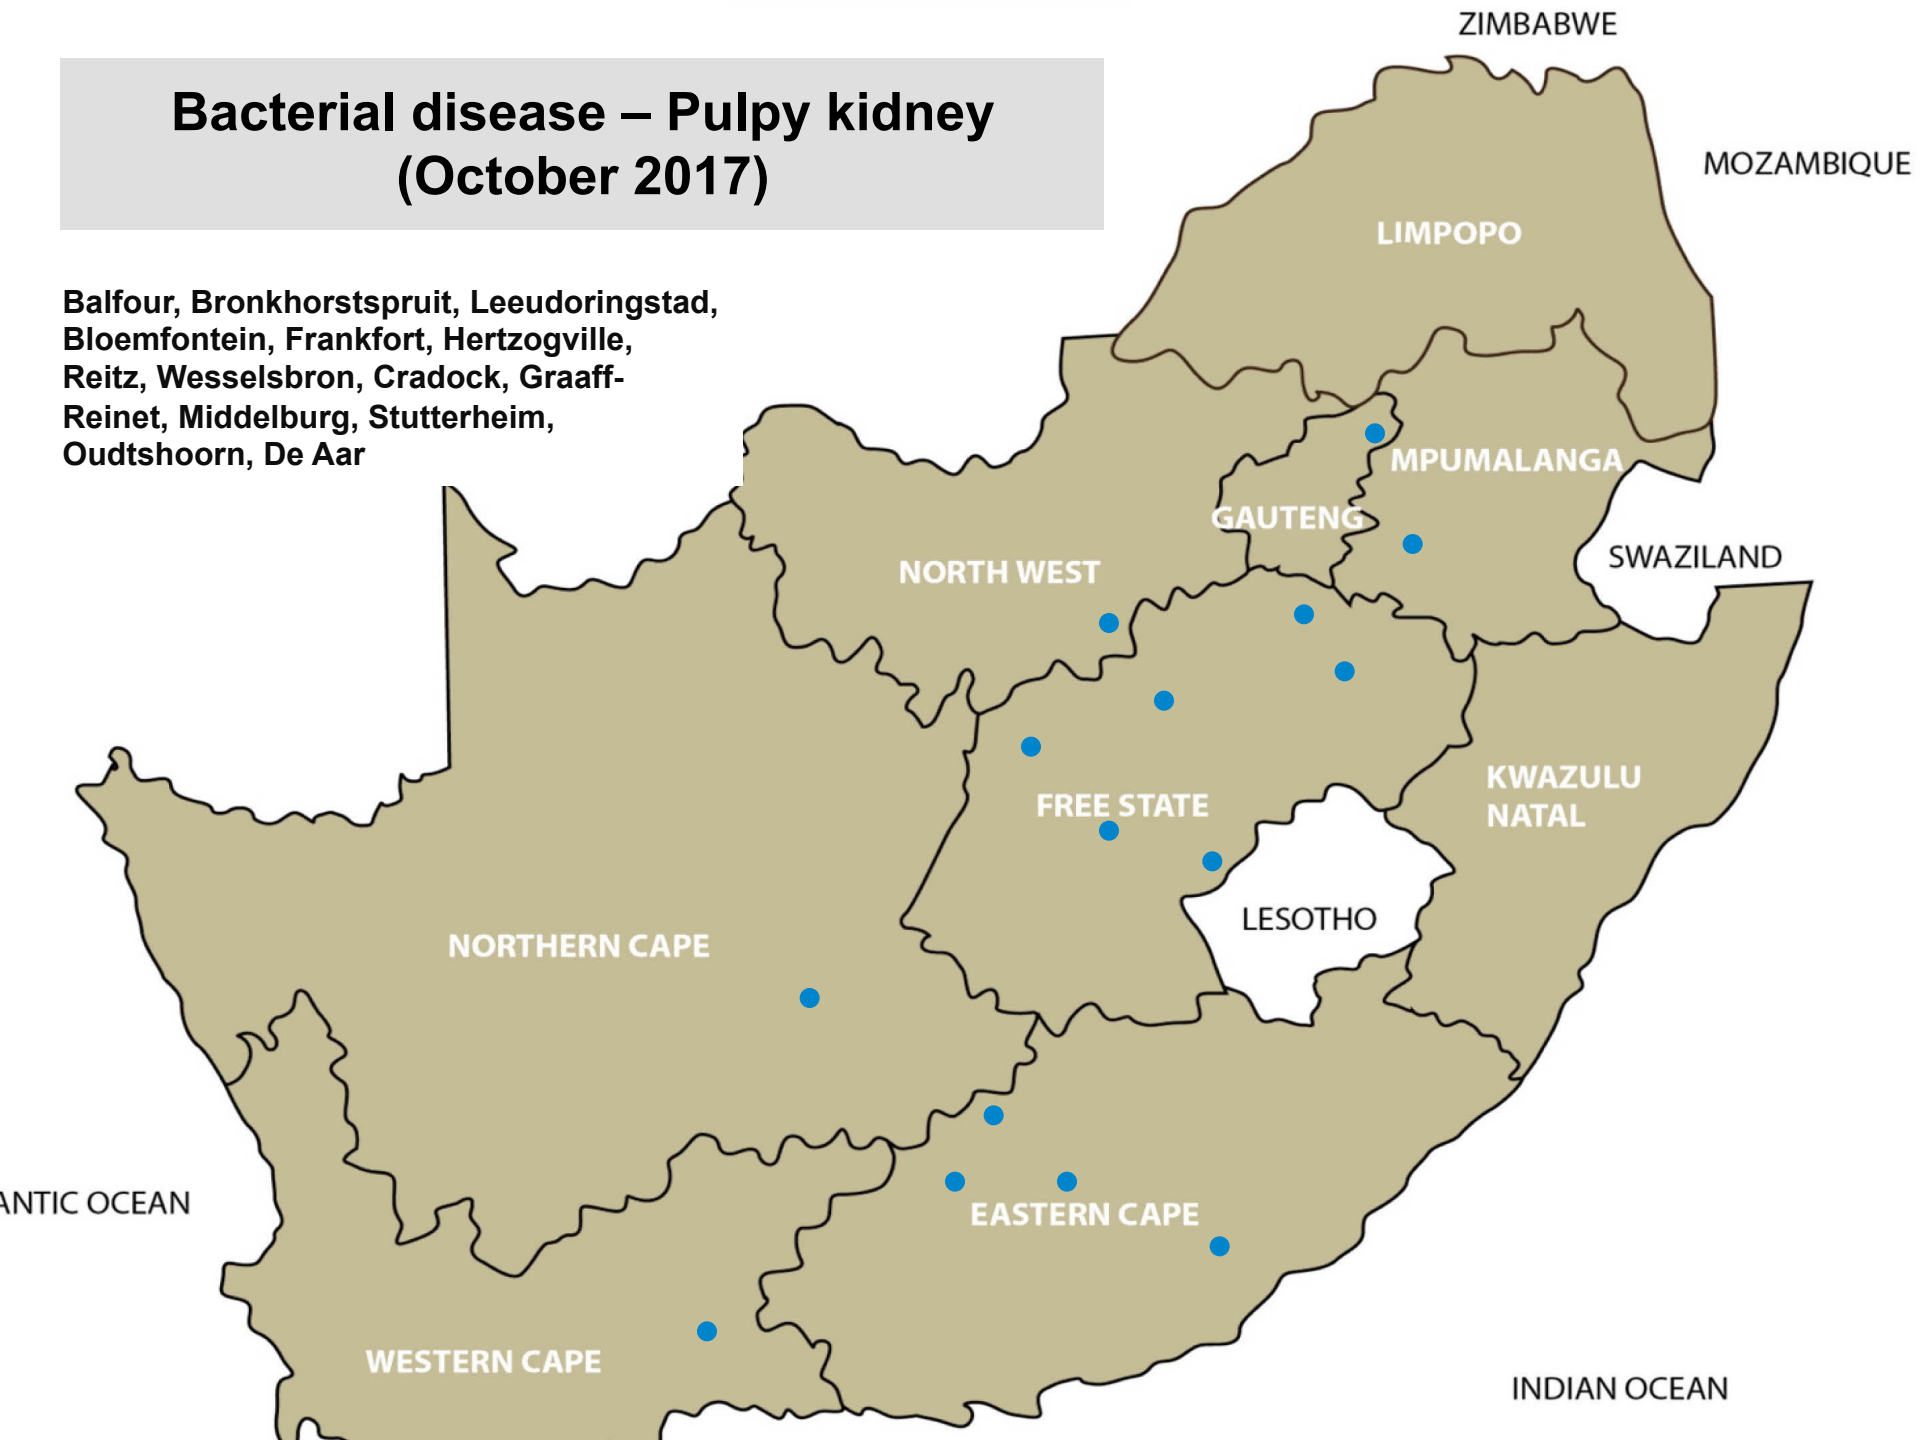 Bacterial disease – Pulpy kidney
(October 2017)
Balfour, Bronkhorstspruit, Leeudoringstad,
Bloemfontein, Frankfort, Hertzogville,
Reitz, Wesselsbron, Cradock, Graaff-
Reinet, Middelburg, Stutterheim,
Oudtshoorn, De Aar
ZIMBABWE
MOZAMBIQUE
LIMPOPO
MPUMALANGA
GAUTENG
SWAZILAND
NORTH WEST
KWAZULU
NATAL
FREE STATE
LESOTHO
NORTHERN CAPE
ANTIC OCEAN
EASTERN CAPE
WESTERN CAPE
INDIAN OCEAN